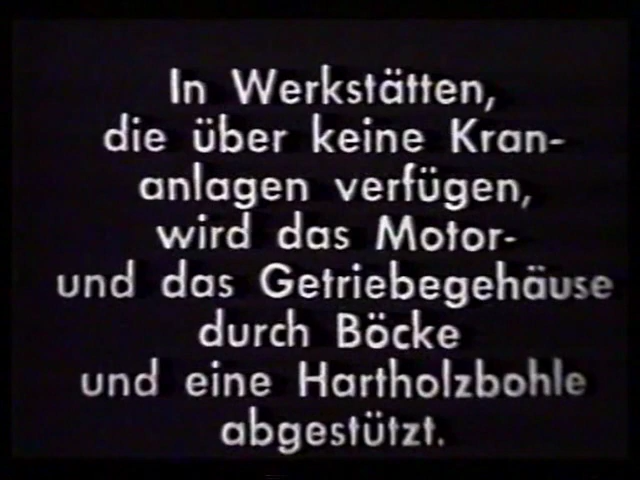 In Werkstätten,
die über keine Kran-
anlagen verfügen,
wird das Motor-
und das Getriebegehäuse
durch Böcke
und eine Hartholzbohle
abgestützt.